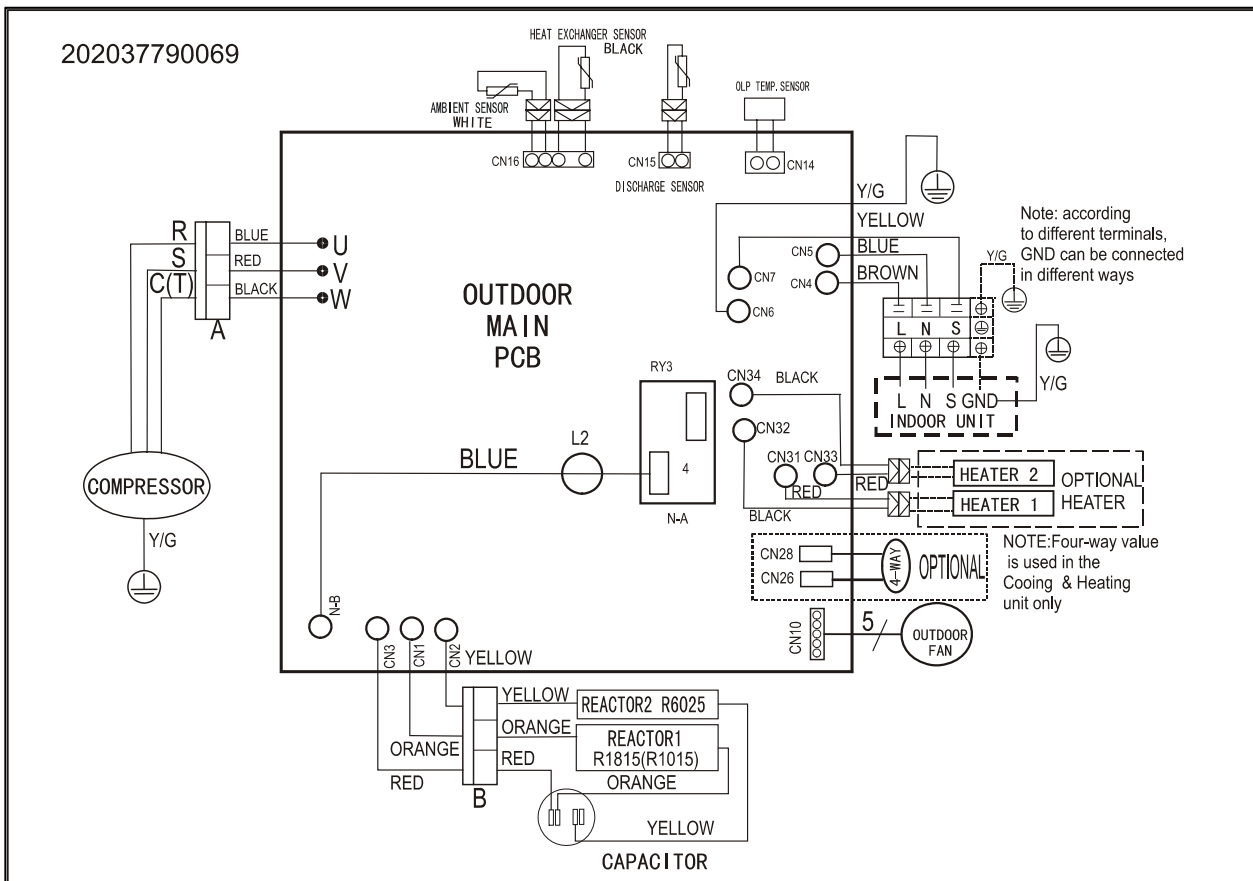 202037790069
HEAT EXCHANGER SENSOR
BLACK
AMBIENT SENSOR
WHITE
OLP TEMP.SENSOR
CN16
CN15
CN14
DISCHARGE SENSOR
Y/G
YELLOW
Note: according
to different terminals,
GND can be connected
in different ways
R
S
C(T)
BLUE
RED
BLACK
U
V
W
A
OUTDOOR
MAIN
PCB
CN5
BLUE
CN7
CN4
BROWN
CN6
Y/G
L N S
L N S GND
INDOOR UNIT
Y/G
RY3
4
N-A
L2
BLUE
CN34
BLACK
CN32
CN31
CN33
RED
RED
BLACK
HEATER 2
HEATER 1
OPTIONAL
HEATER
COMPRESSOR
Y/G
CN28
CN26
4-WAY
OPTIONAL
NOTE:Four-way value
is used in the
Cooing & Heating
unit only
CN10
5
OUTDOOR
FAN
N-B
CN3
CN1
CN2
YELLOW
YELLOW
REACTOR2 R6025
ORANGE
ORANGE
REACTOR1
R1815(R1015)
RED
RED
ORANGE
B
YELLOW
CAPACITOR